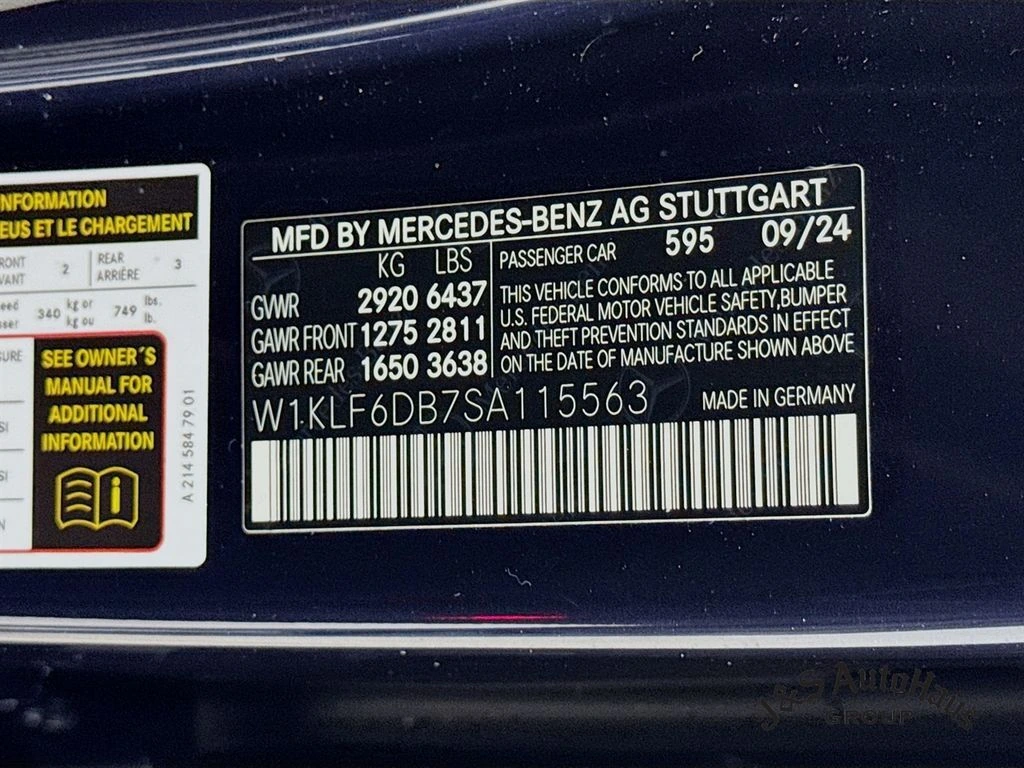 NFORMATION
EUS ET LE CHARGEMENT
RONT
VANT
2
REAR
ARRIÈRE
3
340 kg or 749 lbs.
kg ou lb.
SEE OWNER´S
MANUAL FOR
ADDITIONAL
INFORMATION
A 214 584 79 01
MFD BY MERCEDES-BENZ AG STUTTGART
KG LBS
GVWR 2920 6437
GAWR FRONT 1275 2811
GAWR REAR 1650 3638
PASSENGER CAR 595 09/24
THIS VEHICLE CONFORMS TO ALL APPLICABLE
U.S. FEDERAL MOTOR VEHICLE SAFETY,BUMPER
AND THEFT PREVENTION STANDARDS IN EFFECT
ON THE DATE OF MANUFACTURE SHOWN ABOVE
W1KLF6DB7SA115563
MADE IN GERMANY
J&S AutoHaus
GROUP